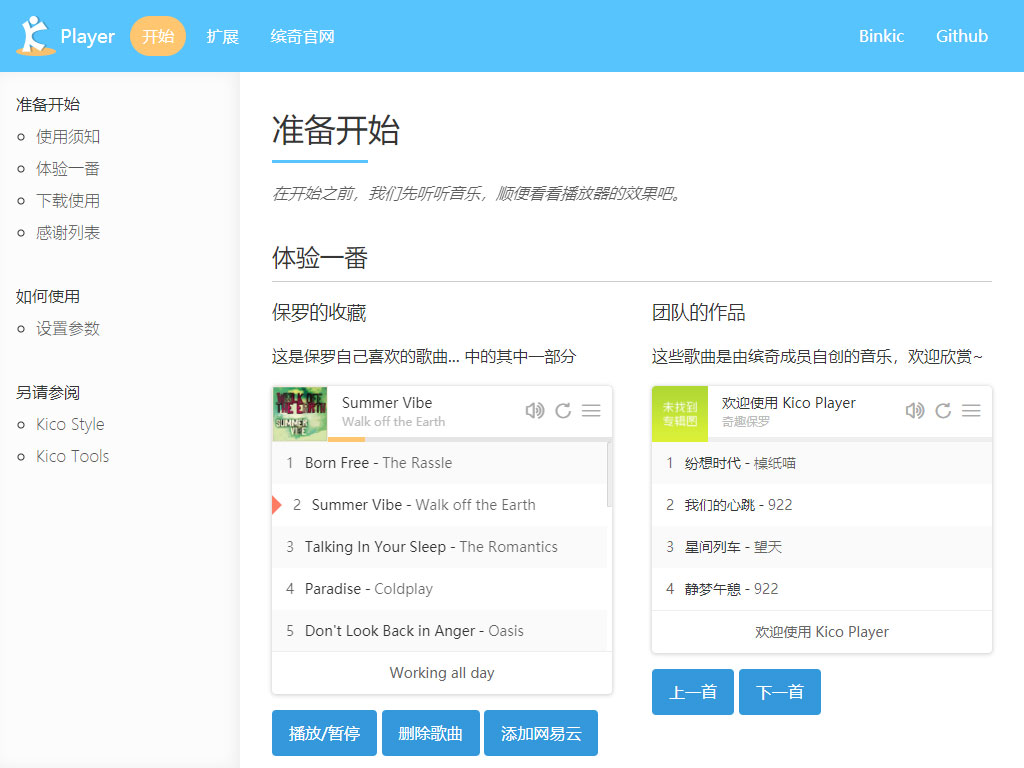 Player 开始 扩展 缤奇官网 Binkic Github
准备开始
使用须知
体验一番
下载使用
感谢列表
如何使用
设置参数
另请参阅
Kico Style
Kico Tools
准备开始
在开始之前，我们先听听音乐，顺便看看播放器的效果吧。
体验一番
保罗的收藏
这是保罗自己喜欢的歌曲... 中的其中一部分
WALK OFF THE EARTH
SUMMER VIBE
Summer Vibe
Walk off the Earth
1 Born Free - The Rassle
2 Summer Vibe - Walk off the Earth
3 Talking In Your Sleep - The Romantics
4 Paradise - Coldplay
5 Don't Look Back in Anger - Oasis
Working all day
播放/暂停 删除歌曲 添加网易云
团队的作品
这些歌曲是由缤奇成员自创的音乐，欢迎欣赏~
未找到
专辑图
欢迎使用 Kico Player
奇趣保罗
1 纷想时代 - 槕纸喵
2 我们的心跳 - 922
3 星间列车 - 望天
4 静梦午憩 - 922
欢迎使用 Kico Player
上一首 下一首